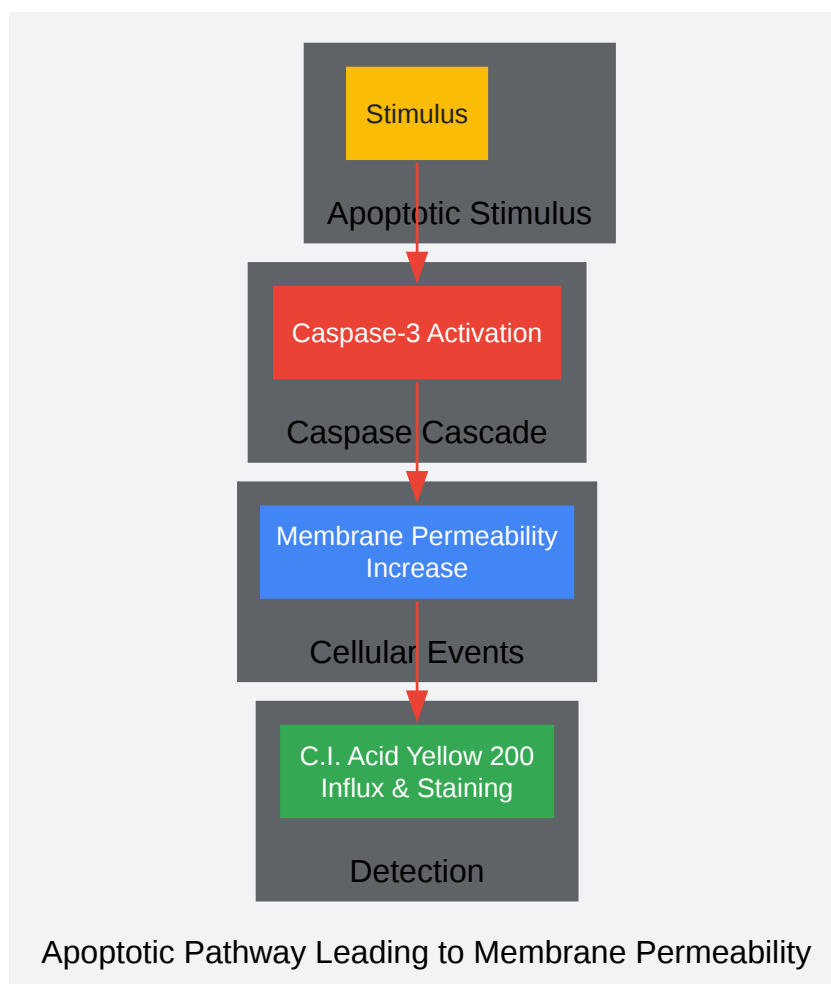 Stimulus
Apoptotic Stimulus
Caspase-3 Activation
Caspase Cascade
Membrane Permeability
Increase
Cellular Events
C.I. Acid Yellow 200
Influx & Staining
Detection
Apoptotic Pathway Leading to Membrane Permeability